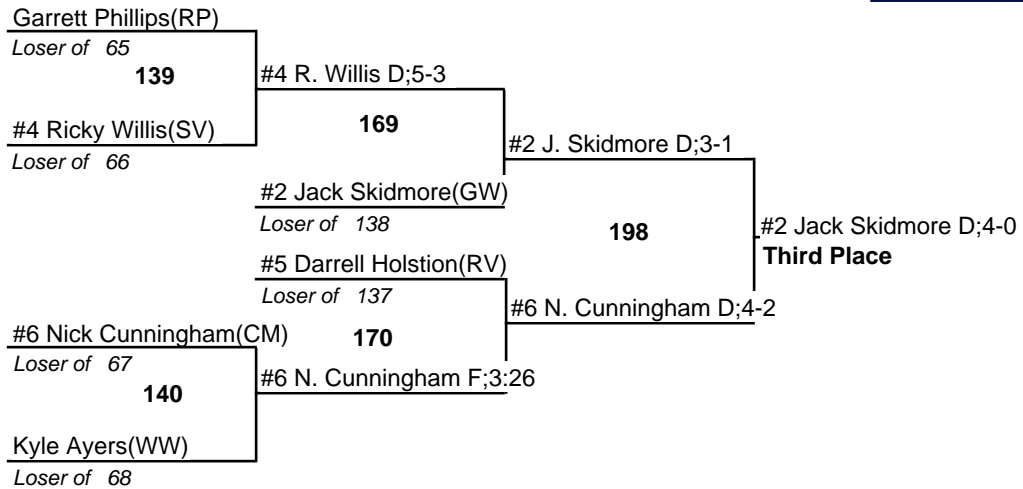 Garrett Phillips(RP)
Loser of 65
139
#4 R. Willis D;5-3
#4 Ricky Willis(SV)
Loser of 66
169
#2 J. Skidmore D;3-1
#2 Jack Skidmore(GW)
Loser of 138
198
#2 Jack Skidmore D;4-0
Third Place
#5 Darrell Holstion(RV)
Loser of 137
#6 N. Cunningham D;4-2
#6 Nick Cunningham(CM)
170
Loser of 67
140
#6 N. Cunningham F;3:26
Kyle Ayers(WW)
Loser of 68